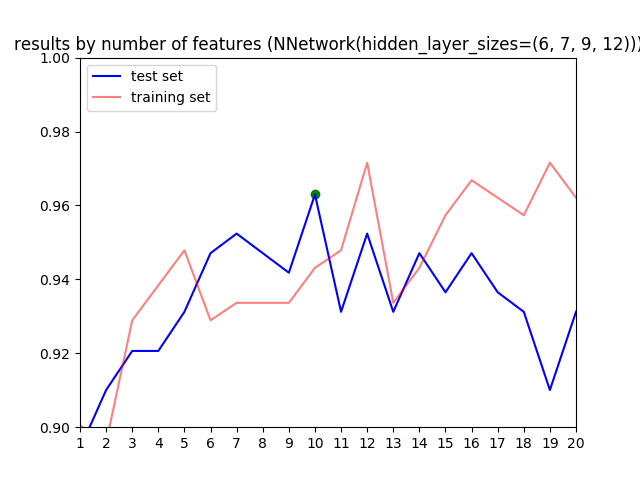 results by number of features (NNetwork(hidden_layer_sizes=(6, 7, 9, 12)))
1.00
test set
training set
0.98
0.96
0.94
0.92
0.90
1 2 3 4 5 6 7 8 9 10 11 12 13 14 15 16 17 18 19 20